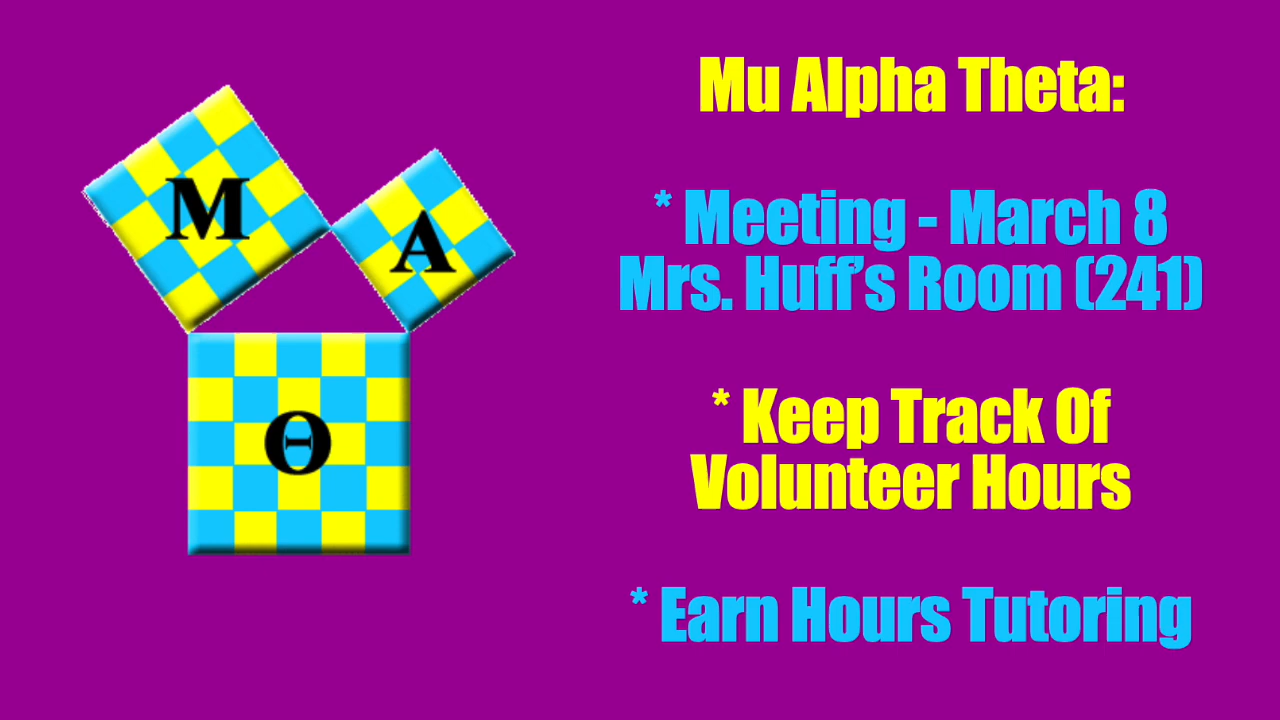 M
A
Θ
Mu Alpha Theta:
* Meeting - March 8
Mrs. Huff's Room (241)
* Keep Track Of
Volunteer Hours
* Earn Hours Tutoring